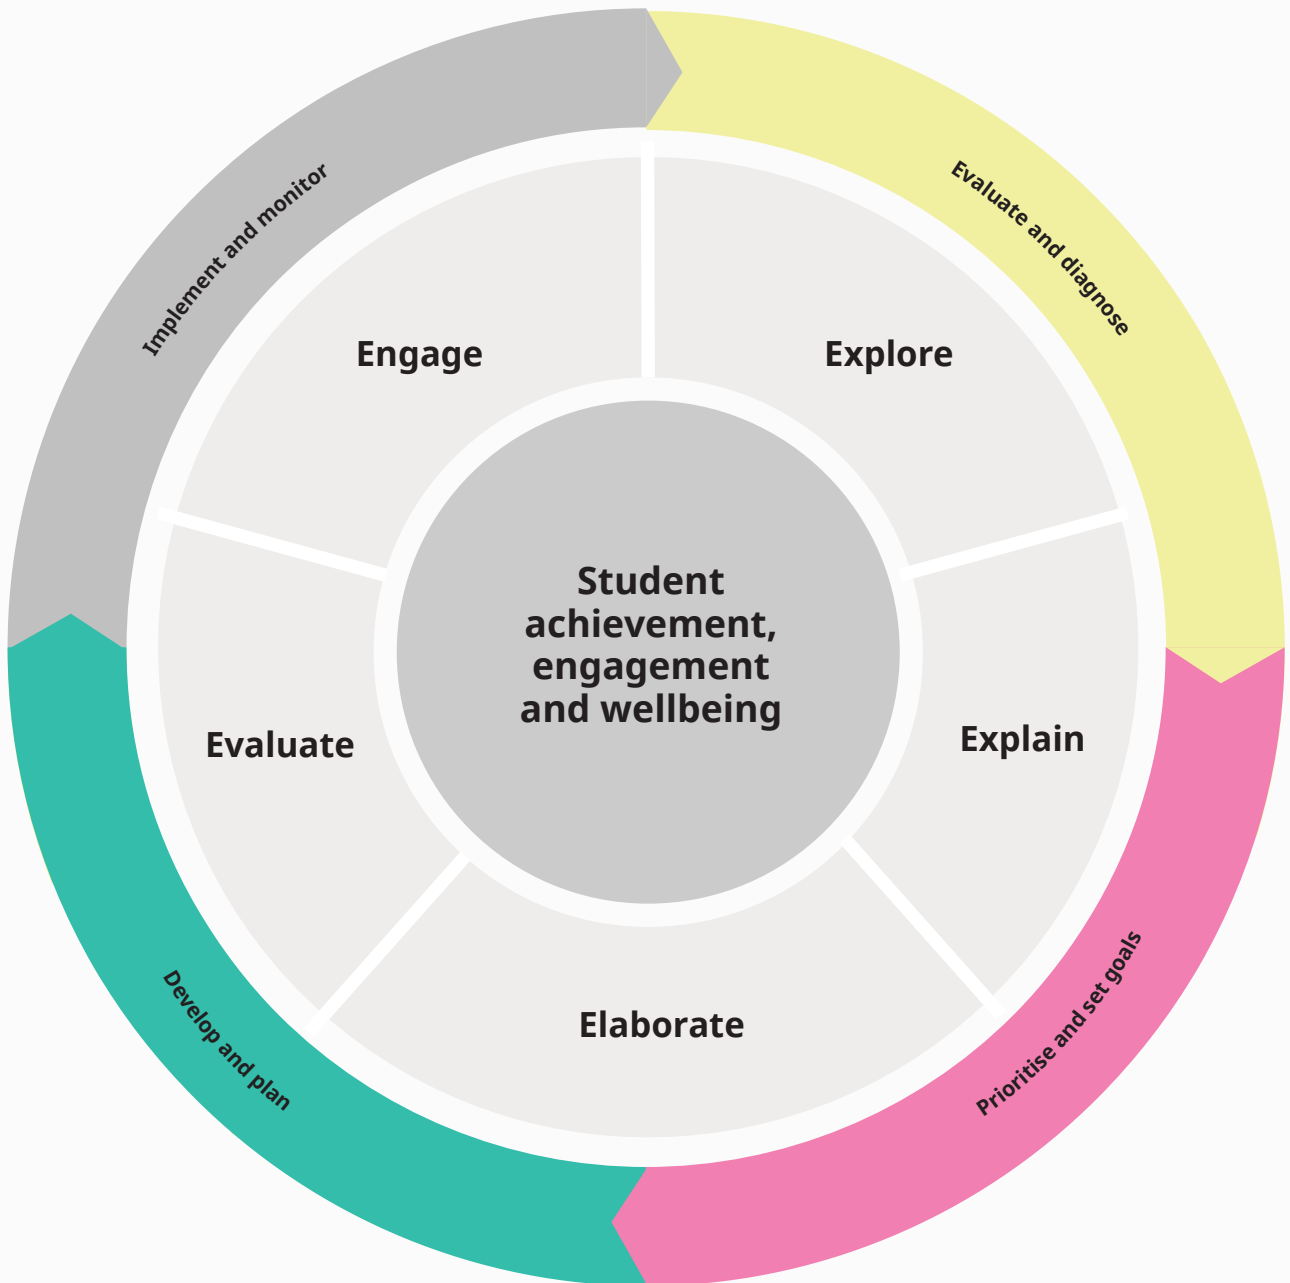 Implement and monitor
Evaluate and diagnose
Engage
Explore
Student
achievement,
engagement
and wellbeing
Evaluate
Explain
Elaborate
Develop and plan
Prioritise and set goals